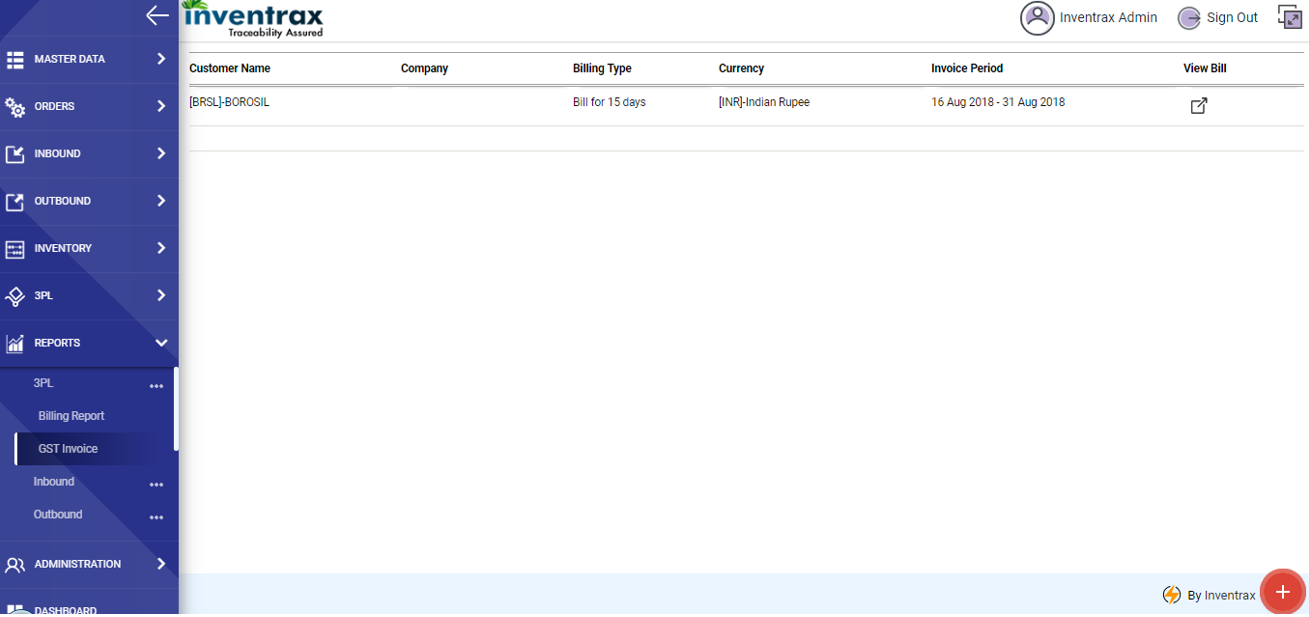 inventrax
Traceability Assured
Inventrax Admin
Sign Out
MASTER DATA
ORDERS
INBOUND
OUTBOUND
INVENTORY
3PL
REPORTS
3PL
Billing Report
GST Invoice
Inbound
Outbound
ADMINISTRATION
DASHBOARD
Customer Name Company Billing Type Currency Invoice Period View Bill
[BRSL]-BOROSIL Bill for 15 days [INR]-Indian Rupee 16 Aug 2018 - 31 Aug 2018
By Inventrax